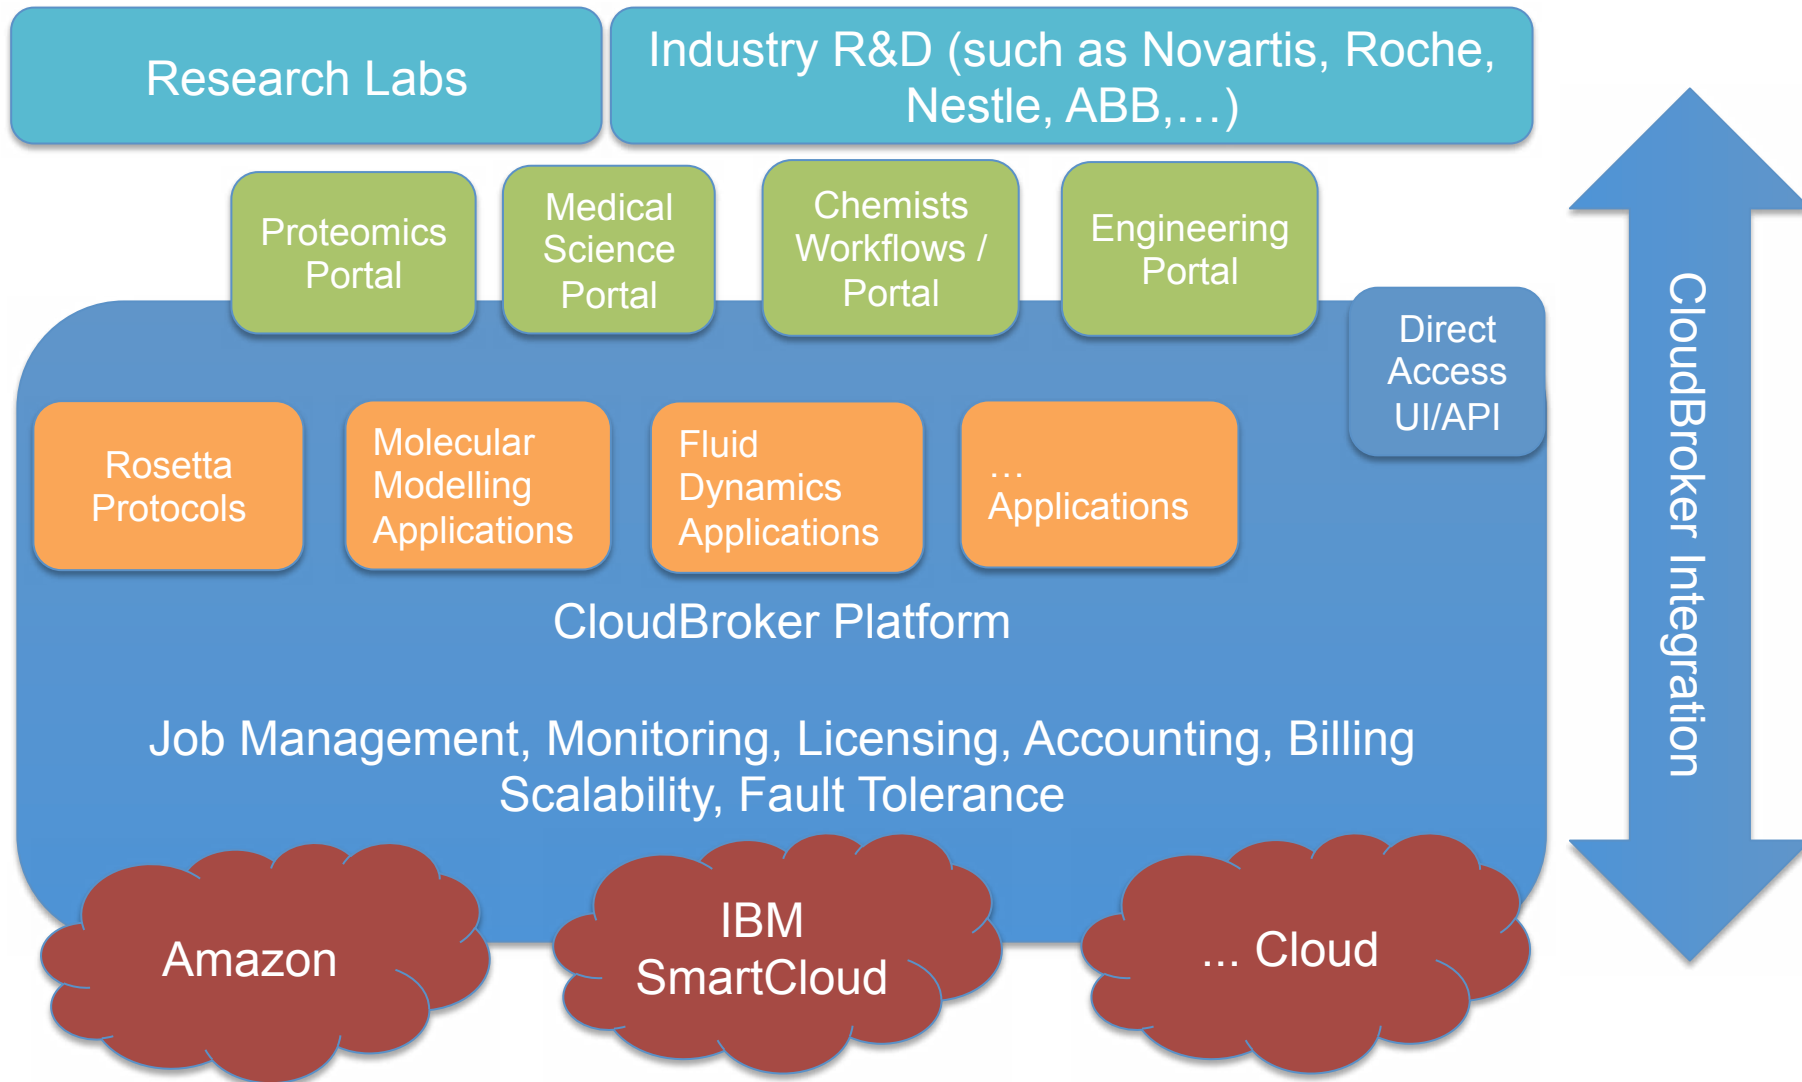 Research Labs
Industry R&D (such as Novartis, Roche,
Nestle, ABB,…)
Proteomics
Portal
Medical
Science
Portal
Chemists
Workflows /
Portal
Engineering
Portal
Direct
Access
UI/API
Rosetta
Protocols
Molecular
Modelling
Applications
Fluid
Dynamics
Applications
…
Applications
CloudBroker Platform
Job Management, Monitoring, Licensing, Accounting, Billing
Scalability, Fault Tolerance
Amazon
IBM
SmartCloud
... Cloud
CloudBroker Integration